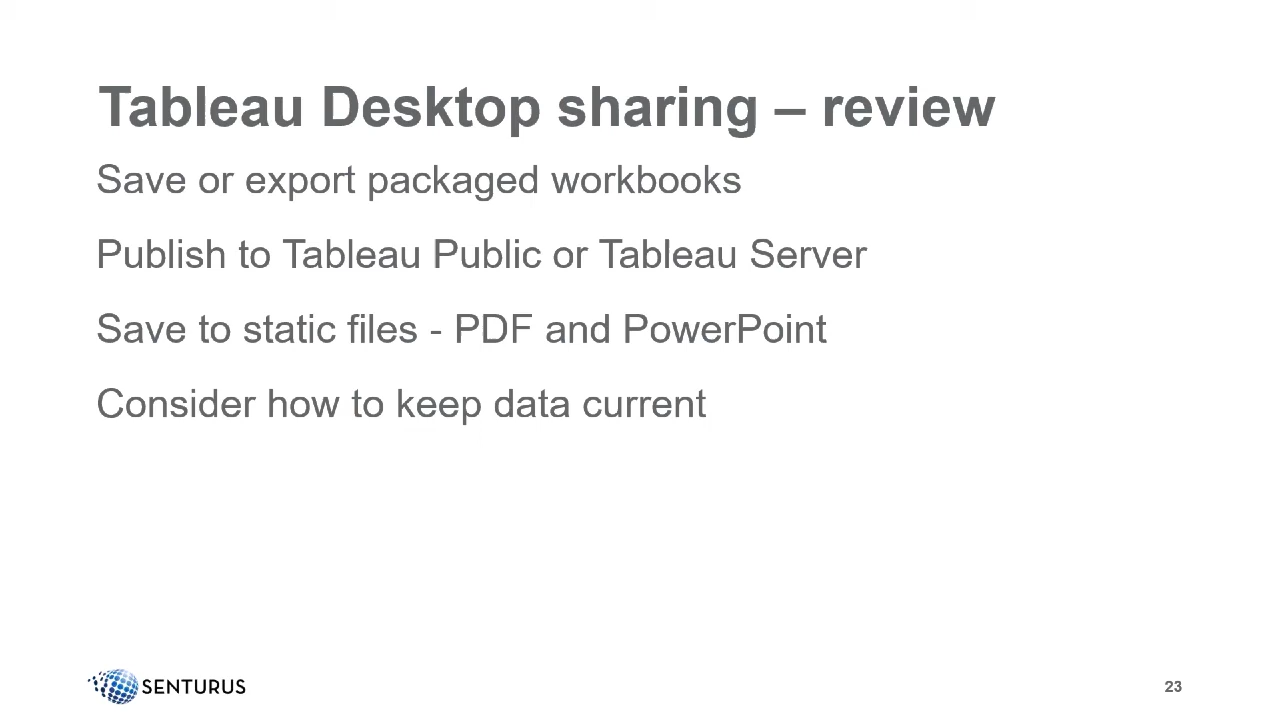 Tableau Desktop sharing – review
Save or export packaged workbooks
Publish to Tableau Public or Tableau Server
Save to static files - PDF and PowerPoint
Consider how to keep data current
SENTURUS
23